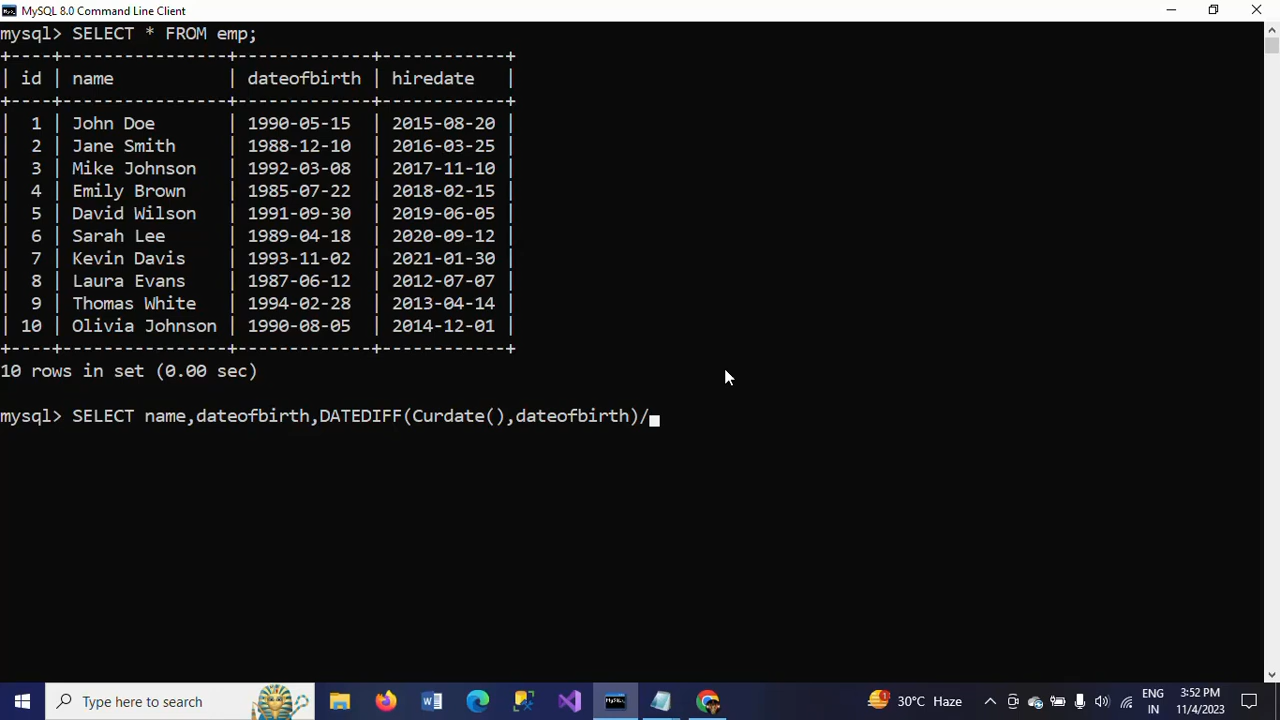 MySQL 8.0 Command Line Client
mysql> SELECT * FROM emp;
+----+----------------+-------------+------------+
| id | name           | dateofbirth | hiredate   |
+----+----------------+-------------+------------+
|  1 | John Doe       | 1990-05-15  | 2015-08-20 |
|  2 | Jane Smith     | 1988-12-10  | 2016-03-25 |
|  3 | Mike Johnson   | 1992-03-08  | 2017-11-10 |
|  4 | Emily Brown    | 1985-07-22  | 2018-02-15 |
|  5 | David Wilson   | 1991-09-30  | 2019-06-05 |
|  6 | Sarah Lee      | 1989-04-18  | 2020-09-12 |
|  7 | Kevin Davis    | 1993-11-02  | 2021-01-30 |
|  8 | Laura Evans    | 1987-06-12  | 2012-07-07 |
|  9 | Thomas White   | 1994-02-28  | 2013-04-14 |
| 10 | Olivia Johnson | 1990-08-05  | 2014-12-01 |
+----+----------------+-------------+------------+
10 rows in set (0.00 sec)
mysql> SELECT name,dateofbirth,DATEDIFF(Curdate(),dateofbirth)/
Type here to search
MySQL
1
30°C Haze
ENG
IN
3:52 PM
11/4/2023